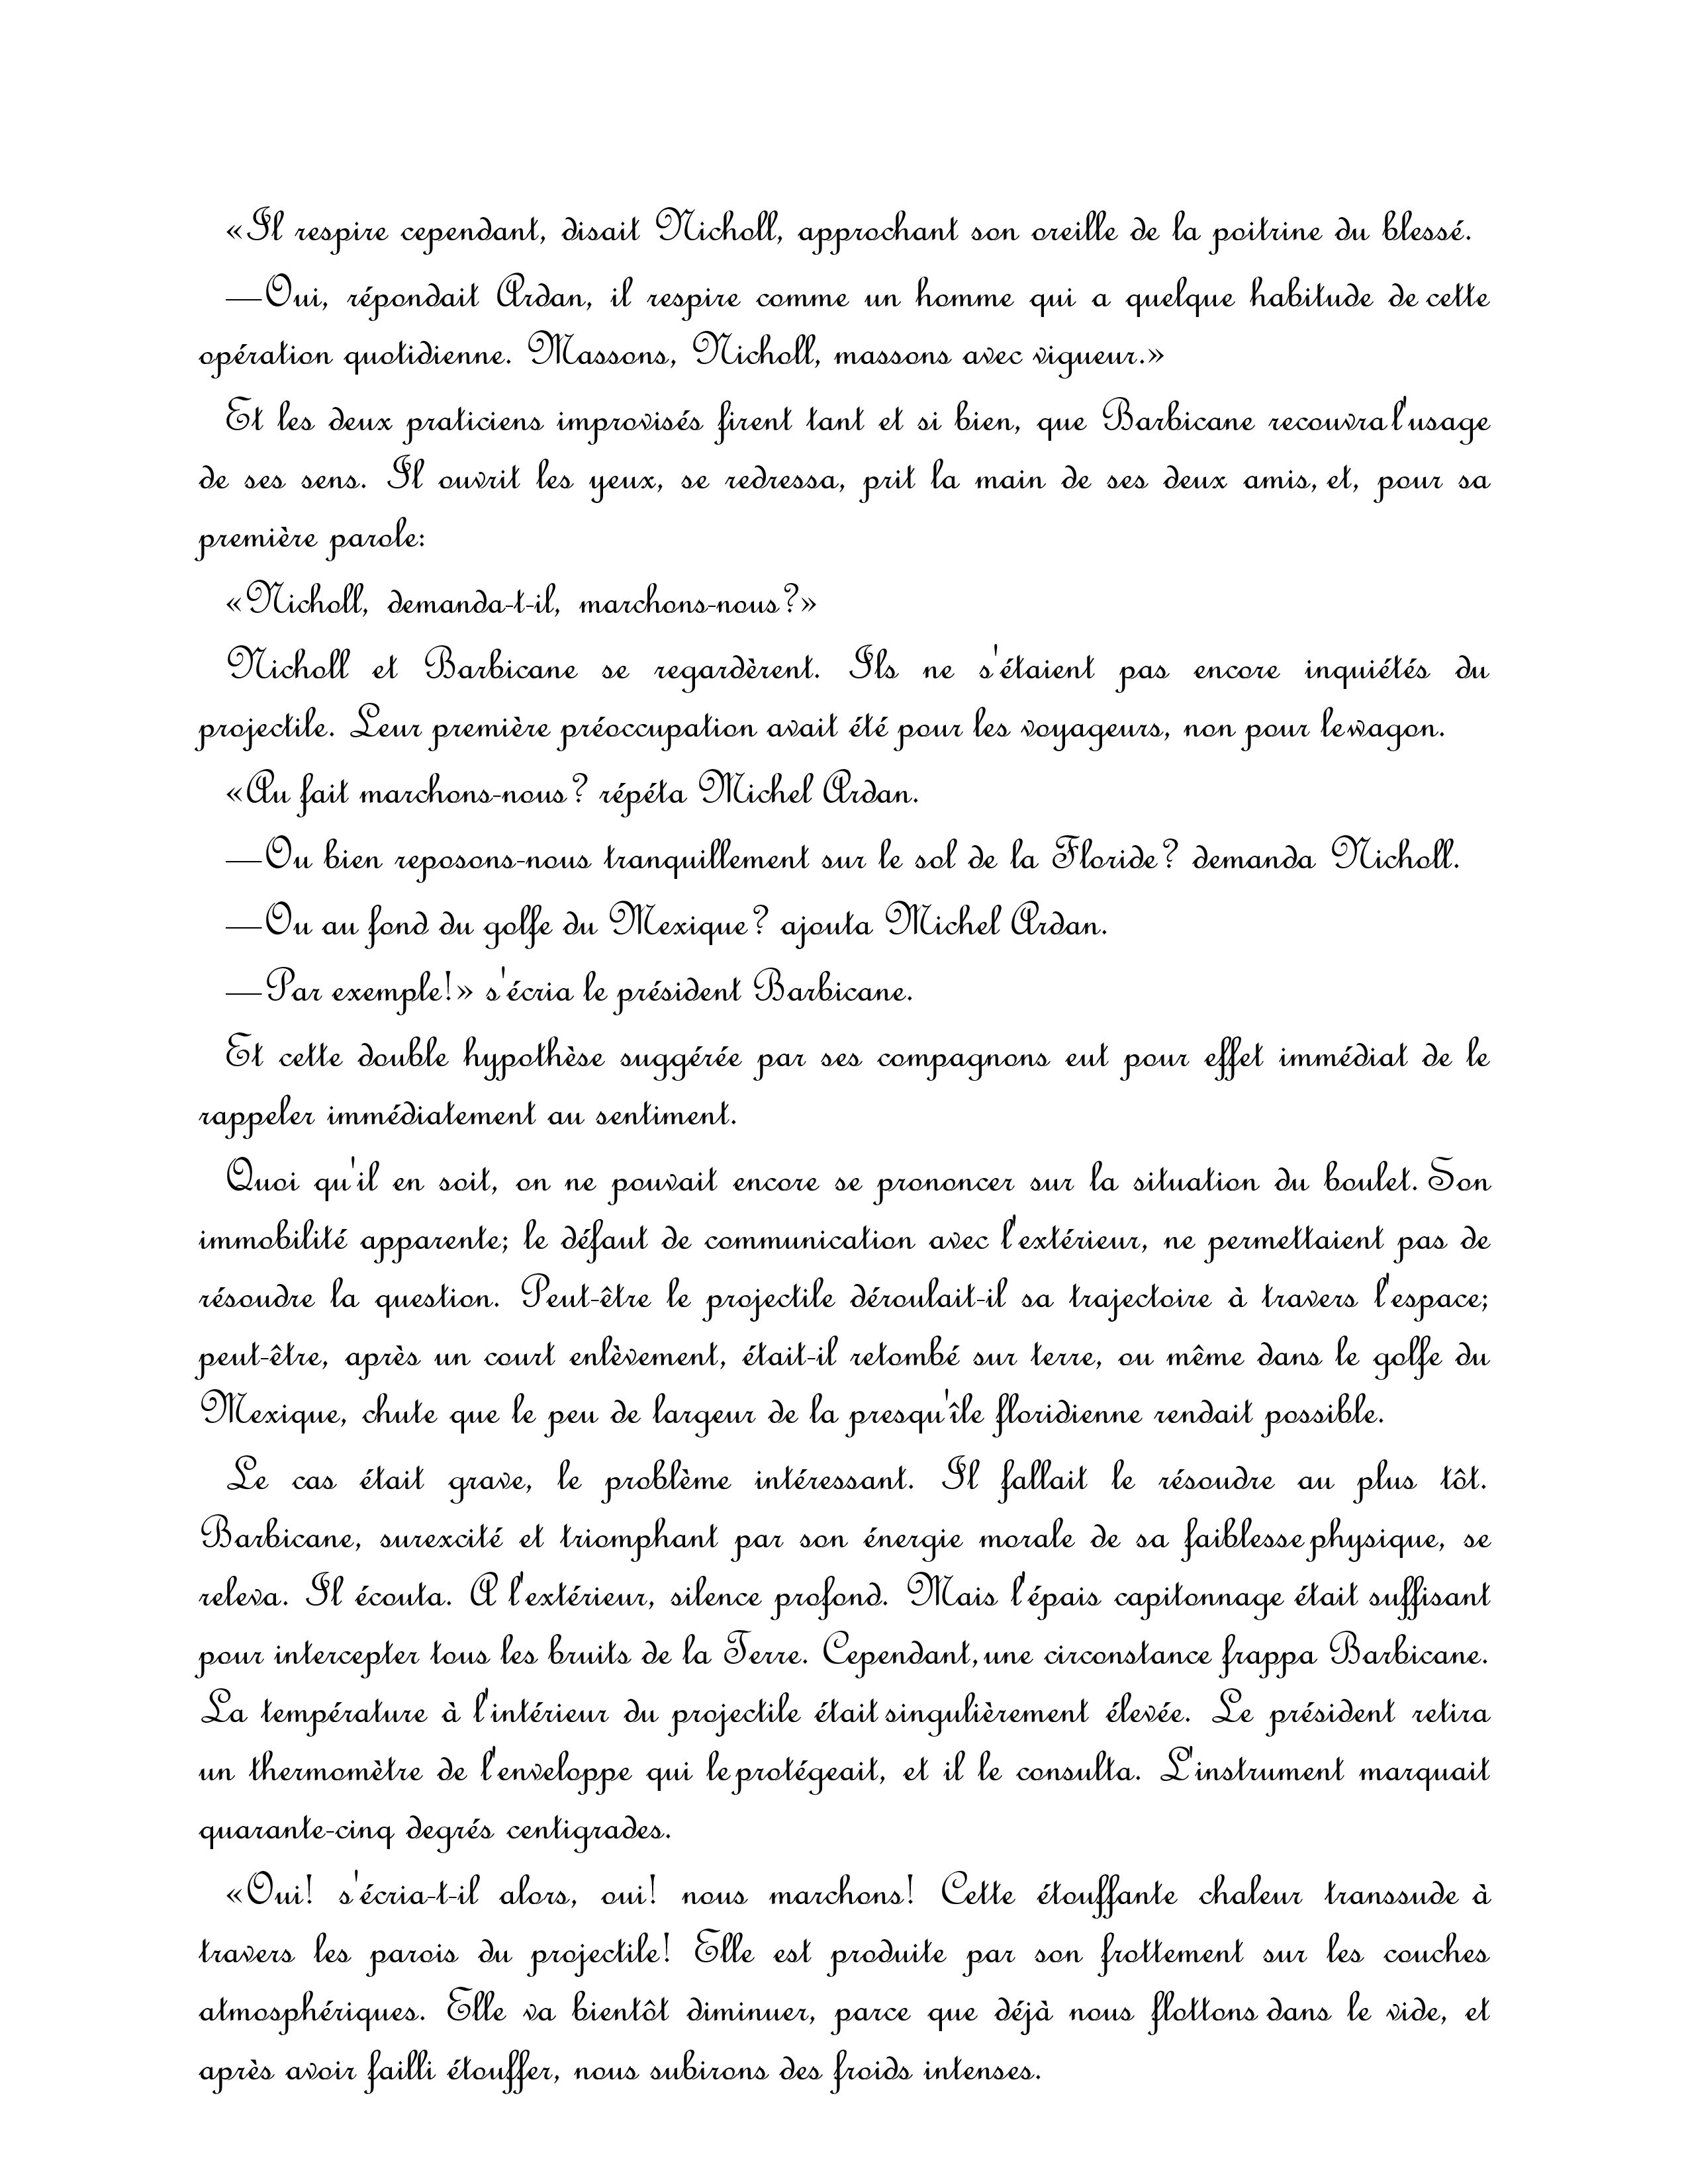 «Il respire cependant, disait Nicholl, approchant son oreille de la poitrine du blessé.
—Oui, répondait Ardan, il respire comme un homme qui a quelque habitude de cette
opération quotidienne. Massons, Nicholl, massons avec vigueur.»
Et les deux praticiens improvisés firent tant et si bien, que Barbicane recouvra l'usage
de ses sens. Il ouvrit les yeux, se redressa, prit la main de ses deux amis, et, pour sa
première parole:
«Nicholl, demanda-t-il, marchons-nous?»
Nicholl et Barbicane se regardèrent. Ils ne s'étaient pas encore inquiétés du
projectile. Leur première préoccupation avait été pour les voyageurs, non pour le wagon.
«Au fait marchons-nous? répéta Michel Ardan.
—Ou bien reposons-nous tranquillement sur le sol de la Floride? demanda Nicholl.
—Ou au fond du golfe du Mexique? ajouta Michel Ardan.
—Par exemple!» s'écria le président Barbicane.
Et cette double hypothèse suggérée par ses compagnons eut pour effet immédiat de le
rappeler immédiatement au sentiment.
Quoi qu'il en soit, on ne pouvait encore se prononcer sur la situation du boulet. Son
immobilité apparente; le défaut de communication avec l'extérieur, ne permettaient pas de
résoudre la question. Peut-être le projectile déroulait-il sa trajectoire à travers l'espace;
peut-être, après un court enlèvement, était-il retombé sur terre, ou même dans le golfe du
Mexique, chute que le peu de largeur de la presqu'île floridienne rendait possible.
Le cas était grave, le problème intéressant. Il fallait le résoudre au plus tôt.
Barbicane, surexcité et triomphant par son énergie morale de sa faiblesse physique, se
releva. Il écouta. A l'extérieur, silence profond. Mais l'épais capitonnage était suffisant
pour intercepter tous les bruits de la Terre. Cependant, une circonstance frappa Barbicane.
La température à l'intérieur du projectile était singulièrement élevée. Le président retira
un thermomètre de l'enveloppe qui le protégeait, et il le consulta. L'instrument marquait
quarante-cinq degrés centigrades.
«Oui! s'écria-t-il alors, oui! nous marchons! Cette étouffante chaleur transsude à
travers les parois du projectile! Elle est produite par son frottement sur les couches
atmosphériques. Elle va bientôt diminuer, parce que déjà nous flottons dans le vide, et
après avoir failli étouffer, nous subirons des froids intenses.